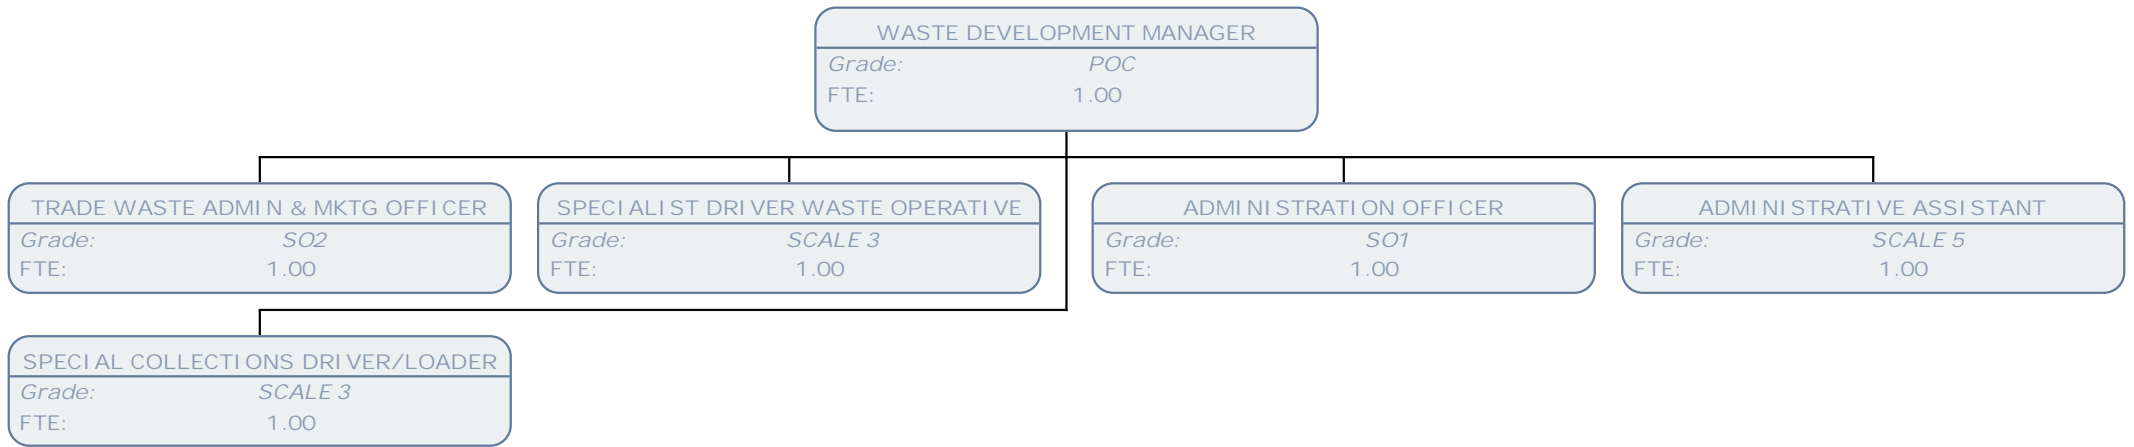 WASTE DEVELOPMENT MANAGER
Grade: POC
FTE: 1.00
TRADE WASTE ADMIN & MKTG OFFICER
Grade: SO2
FTE: 1.00
SPECIALIST DRIVER WASTE OPERATIVE
Grade: SCALE 3
FTE: 1.00
ADMINISTRATION OFFICER
Grade: SO1
FTE: 1.00
ADMINISTRATIVE ASSISTANT
Grade: SCALE 5
FTE: 1.00
SPECIAL COLLECTIONS DRIVER/LOADER
Grade: SCALE 3
FTE: 1.00